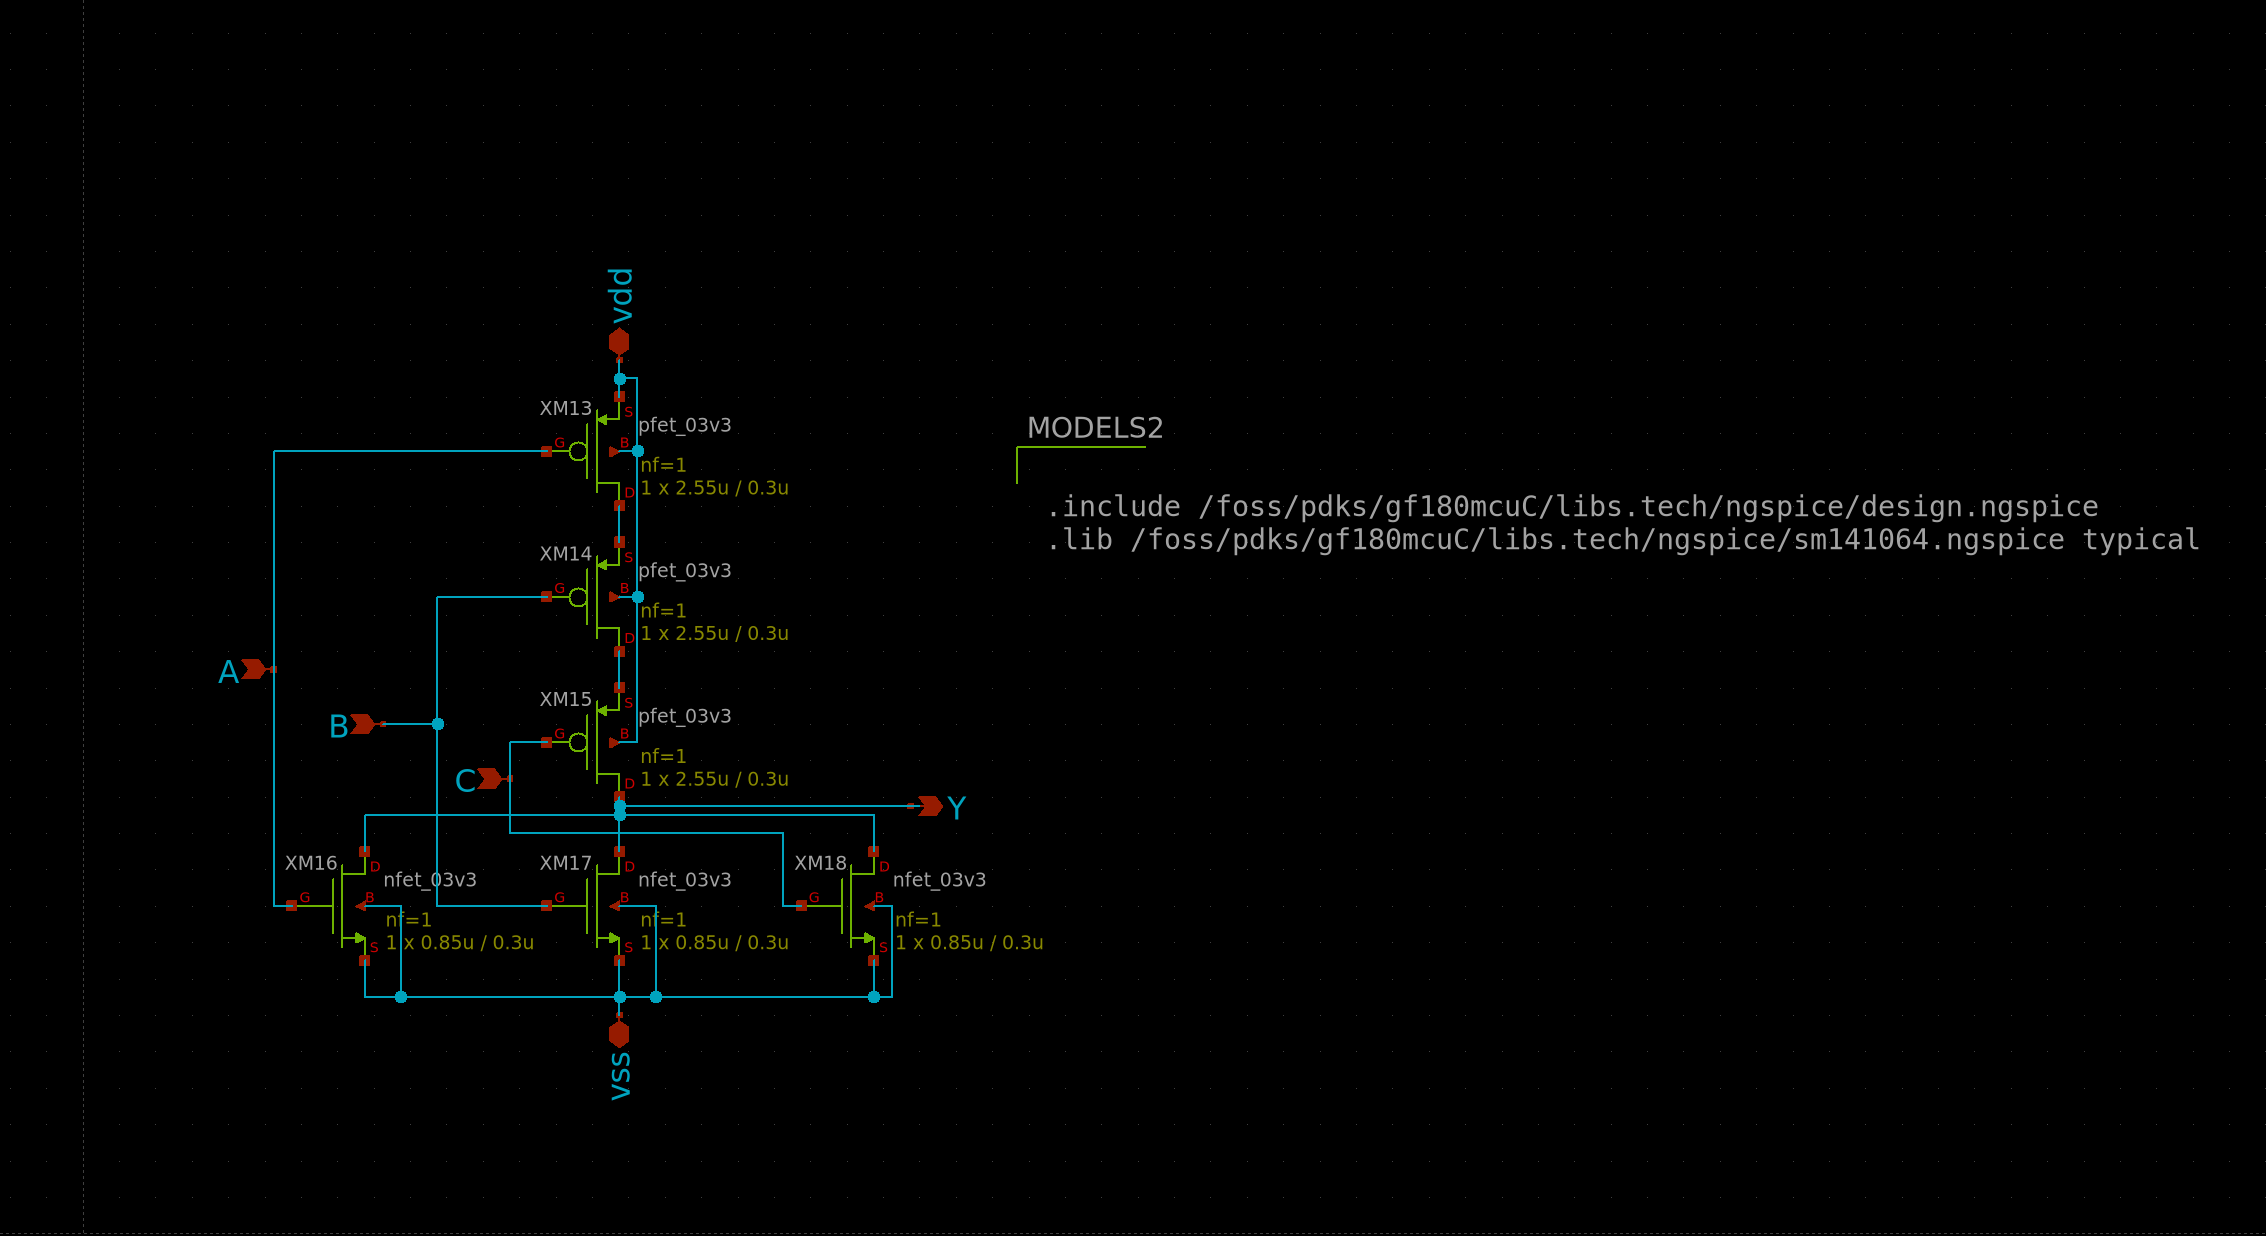 vdd
XM13
S
pfet_03v3
G
B
nf=1
D
1 x 2.55u / 0.3u
MODELS2
.include /foss/pdks/gf180mcuC/libs.tech/ngspice/design.ngspice
.lib /foss/pdks/gf180mcuC/libs.tech/ngspice/sm141064.ngspice typical
XM14
S
pfet_03v3
G
B
nf=1
D
1 x 2.55u / 0.3u
A
B
XM15
S
pfet_03v3
G
B
nf=1
D
1 x 2.55u / 0.3u
C
Y
XM16
D
nfet_03v3
G
B
nf=1
S
1 x 0.85u / 0.3u
XM17
D
nfet_03v3
G
B
nf=1
S
1 x 0.85u / 0.3u
XM18
D
nfet_03v3
G
B
nf=1
S
1 x 0.85u / 0.3u
vss